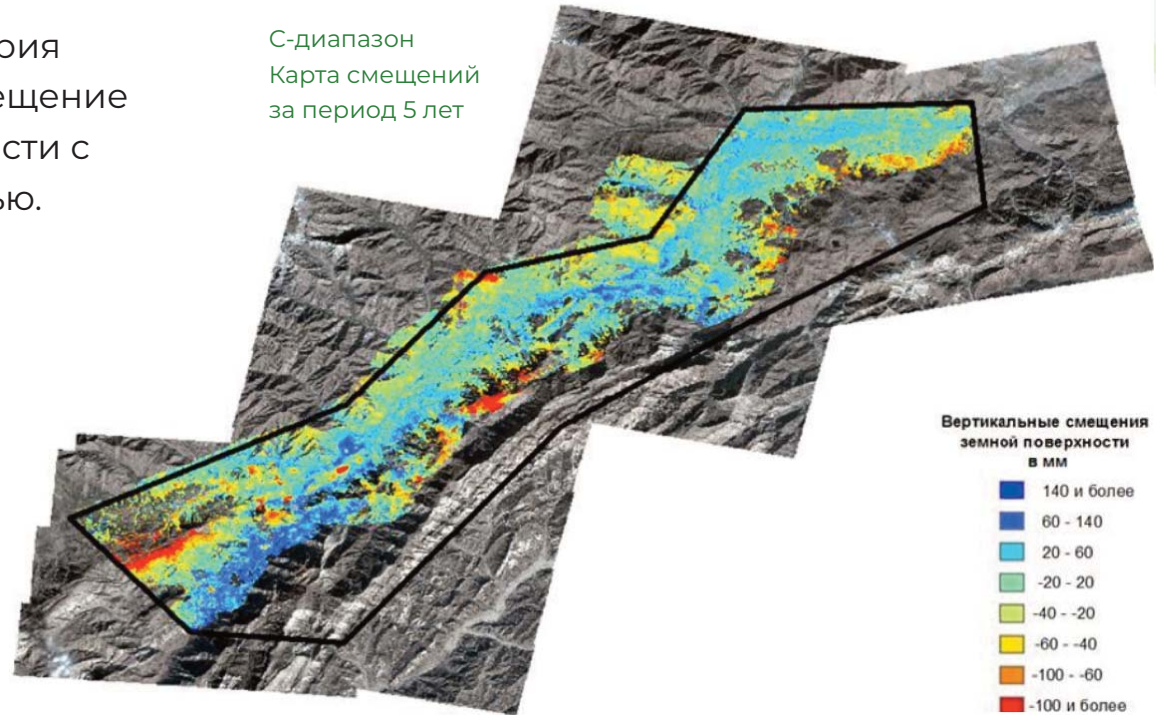 рия
ещение
сти с
ью.
С-диапазон
Карта смещений
за период 5 лет
Вертикальные смещения
земной поверхности
в мм
140 и более
60 - 140
20 - 60
-20 - 20
-40 - -20
-60 - -40
-100 - -60
-100 и более